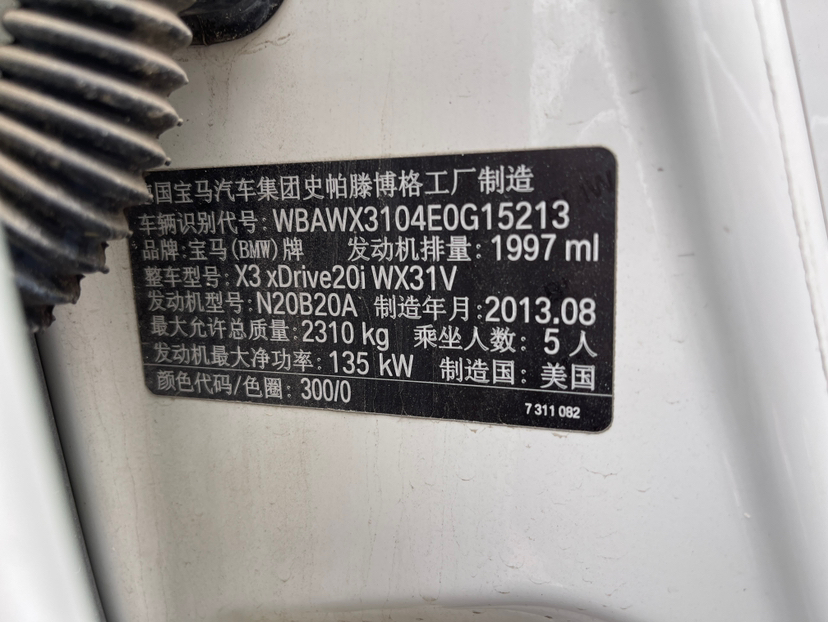 国宝马汽车集团史帕滕博格工厂制造
车辆识别代号: WBAWX3104E0G15213
品牌: 宝马(BMW)牌 发动机排量: 1997 ml
整车型号: X3 xDrive20i WX31V
发动机型号: N20B20A 制造年月: 2013.08
最大允许总质量: 2310 kg 乘坐人数: 5 人
发动机最大净功率: 135 kW 制造国: 美国
颜色代码/色圈: 300/0
7 311 082